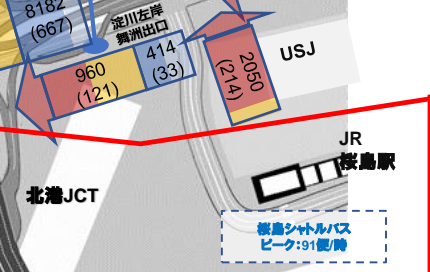 8182
(667)
淀川左岸
舞洲出口
960
(121)
414
(33)
2050
(214)
USJ
JR
桜島駅
北港JCT
桜島シャトルバス
ピーク：91便/時